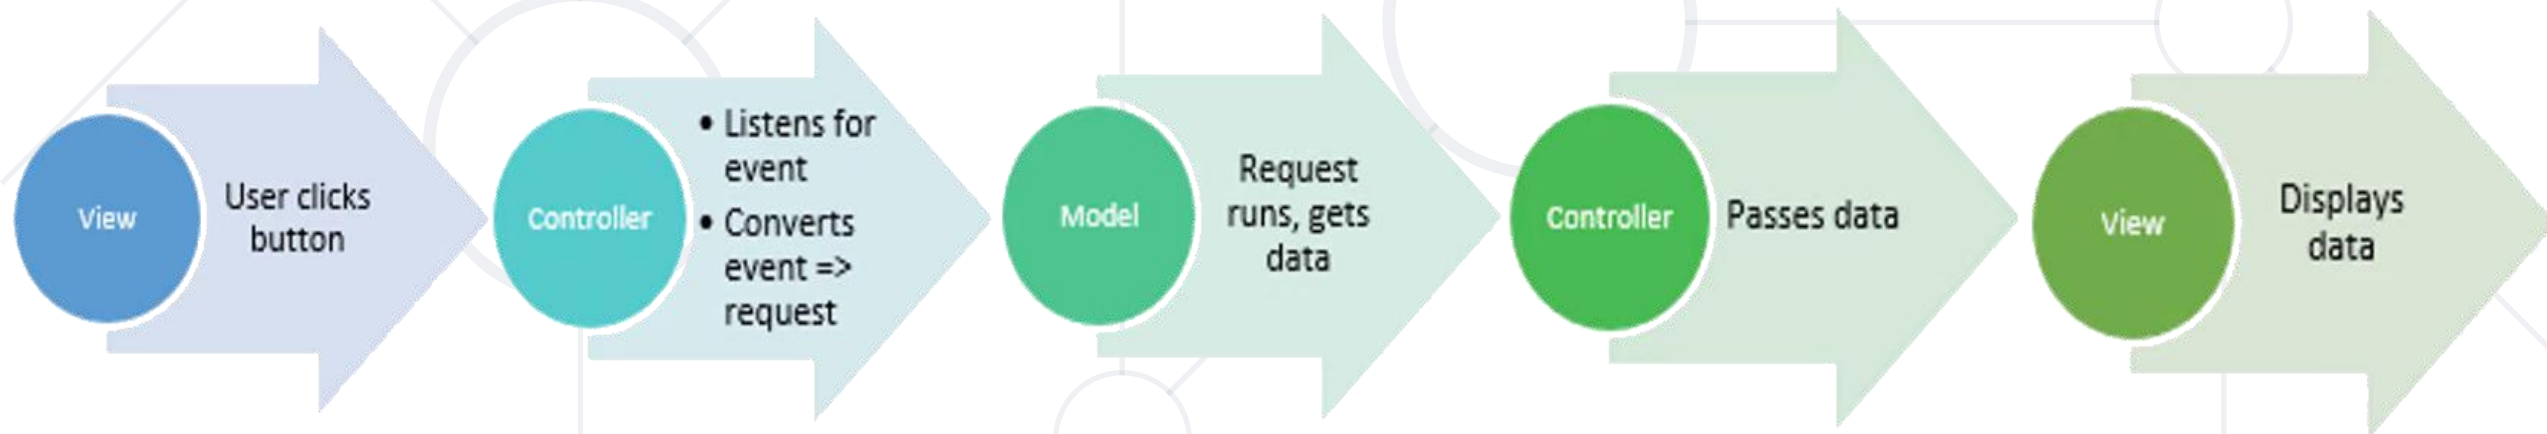 View
User clicks
button
Controller
• Listens for
event
• Converts
event =>
request
Model
Request
runs, gets
data
Controller
Passes data
View
Displays
data